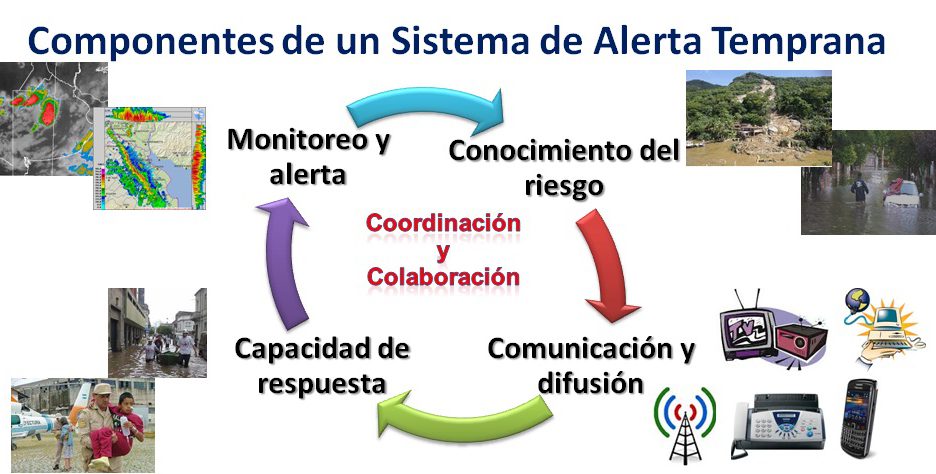 Componentes de un Sistema de Alerta Temprana
Monitoreo y
alerta
Conocimiento del
riesgo
Coordinación
y
Colaboración
Capacidad de
respuesta
Comunicación y
difusión
TV